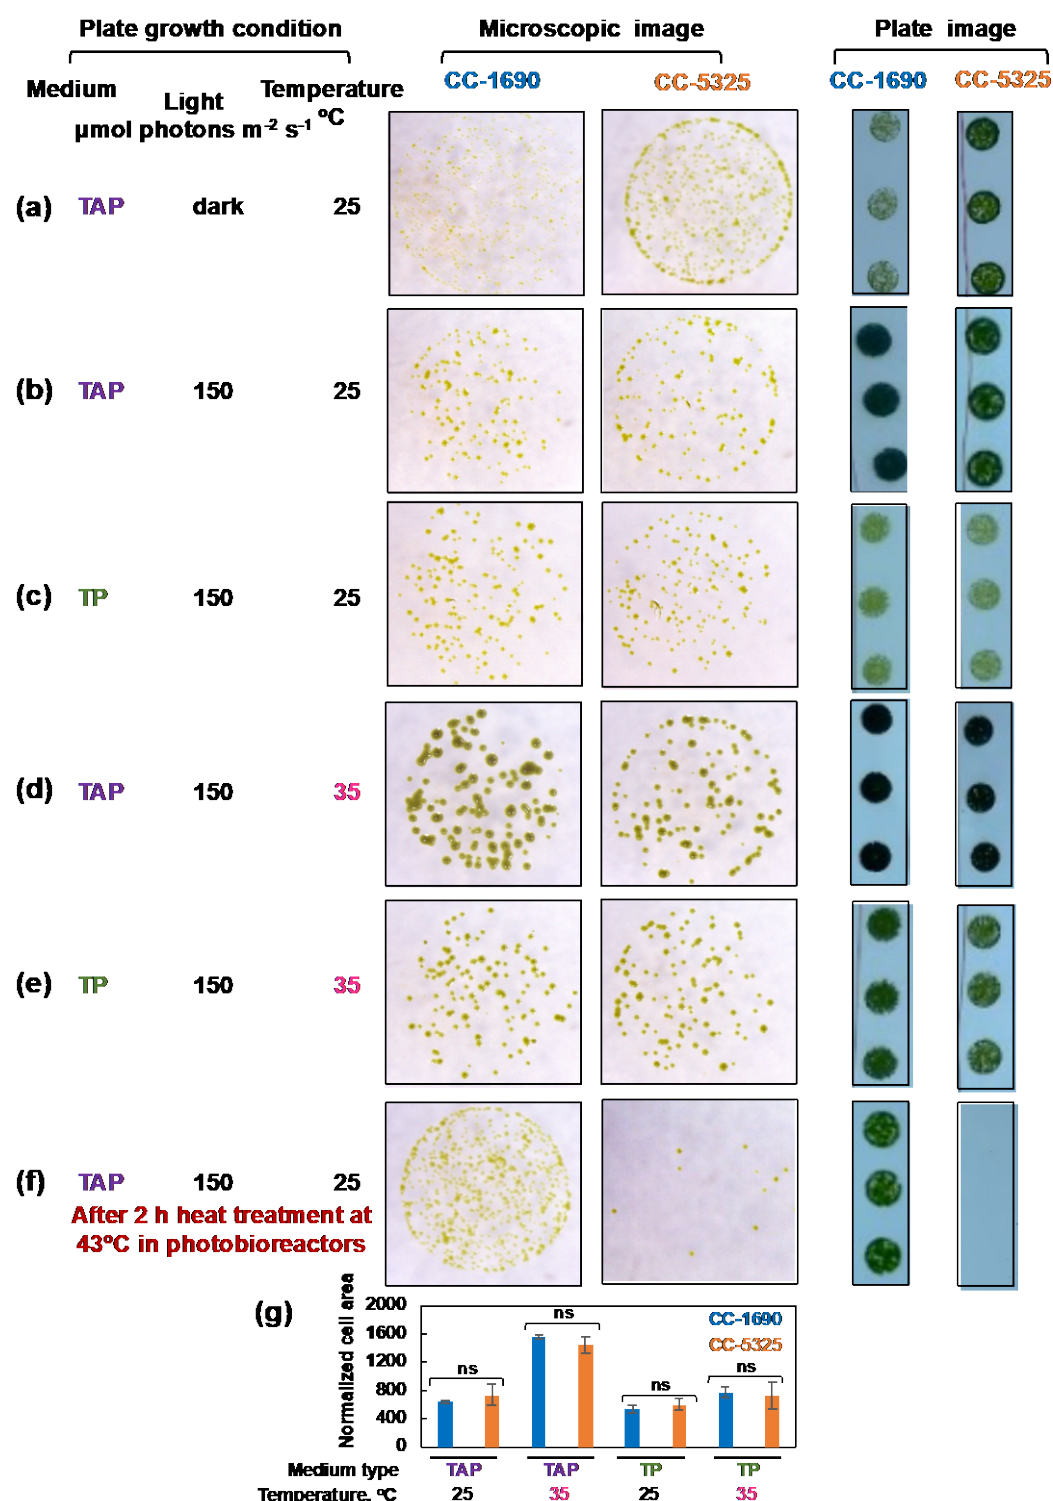 Plate growth condition Microscopic image Plate image
Medium Light Temperature CC-1690 CC-5325 CC-1690 CC-5325
µmol photons m⁻² s⁻¹ ºC
(a) TAP dark 25
(b) TAP 150 25
(c) TP 150 25
(d) TAP 150 35
(e) TP 150 35
(f) TAP 150 25
After 2 h heat treatment at
43ºC in photobioreactors
(g)
Normalized cell area
2000
1600
1200
800
400
0
CC-1690
CC-5325
ns ns ns ns
Medium type TAP TAP TP TP
Temperature, ºC 25 35 25 35